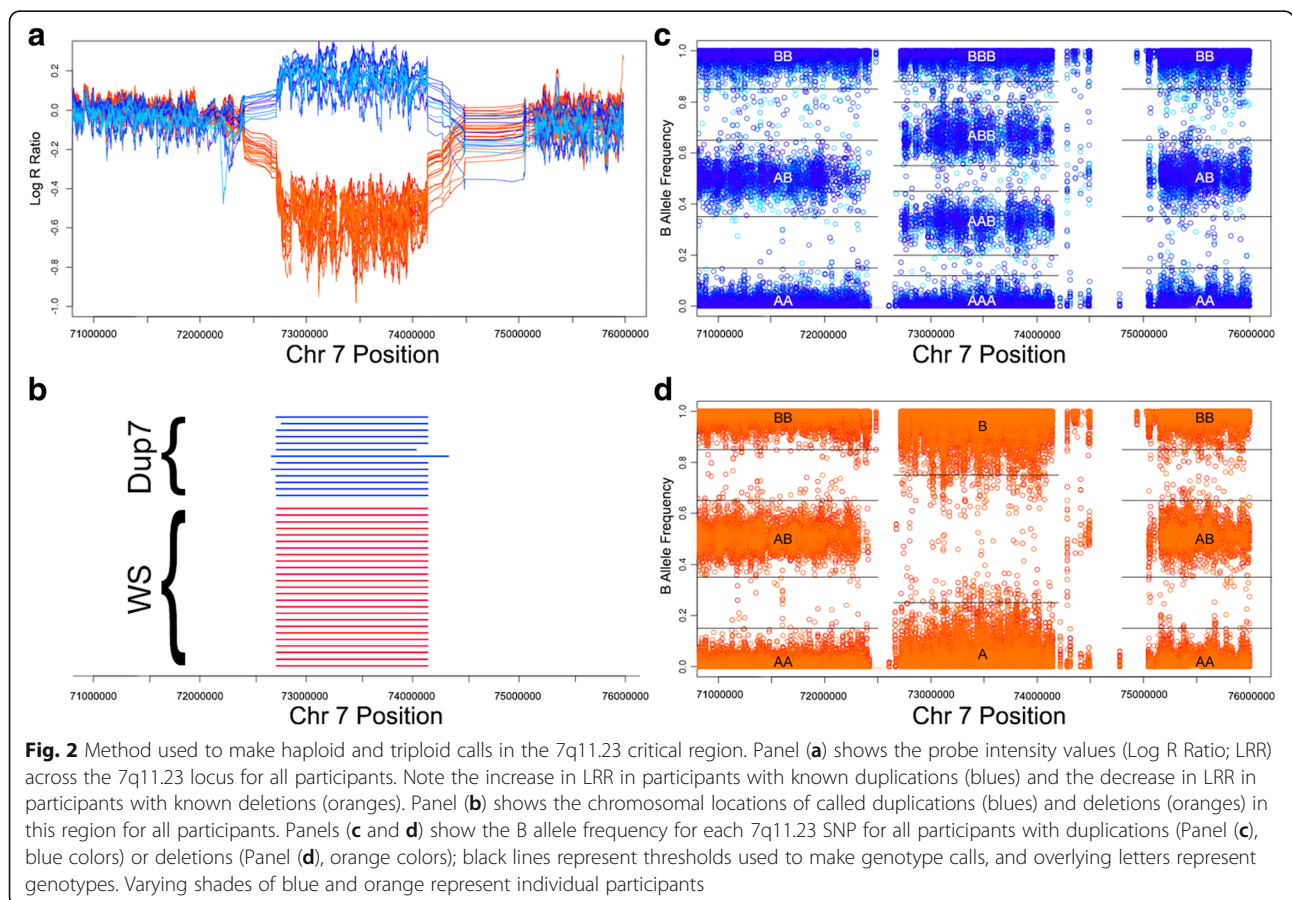 a
0.2
0.0
-0.2
-0.4
-0.6
-0.8
-1.0
Log R Ratio
71000000 72000000 73000000 74000000 75000000 76000000
Chr 7 Position
b
Dup7
WS
71000000 72000000 73000000 74000000 75000000 76000000
Chr 7 Position
c
1.0
0.8
0.6
0.4
0.2
0.0
B Allele Frequency
BB BBB BB
ABB
AB AB
AAB
AA AAA AA
71000000 72000000 73000000 74000000 75000000 76000000
Chr 7 Position
d
1.0
0.8
0.6
0.4
0.2
0.0
B Allele Frequency
BB B BB
AB AB
AA A AA
71000000 72000000 73000000 74000000 75000000 76000000
Chr 7 Position
Fig. 2 Method used to make haploid and triploid calls in the 7q11.23 critical region. Panel (a) shows the probe intensity values (Log R Ratio; LRR)
across the 7q11.23 locus for all participants. Note the increase in LRR in participants with known duplications (blues) and the decrease in LRR in
participants with known deletions (oranges). Panel (b) shows the chromosomal locations of called duplications (blues) and deletions (oranges) in
this region for all participants. Panels (c and d) show the B allele frequency for each 7q11.23 SNP for all participants with duplications (Panel (c),
blue colors) or deletions (Panel (d), orange colors); black lines represent thresholds used to make genotype calls, and overlying letters represent
genotypes. Varying shades of blue and orange represent individual participants